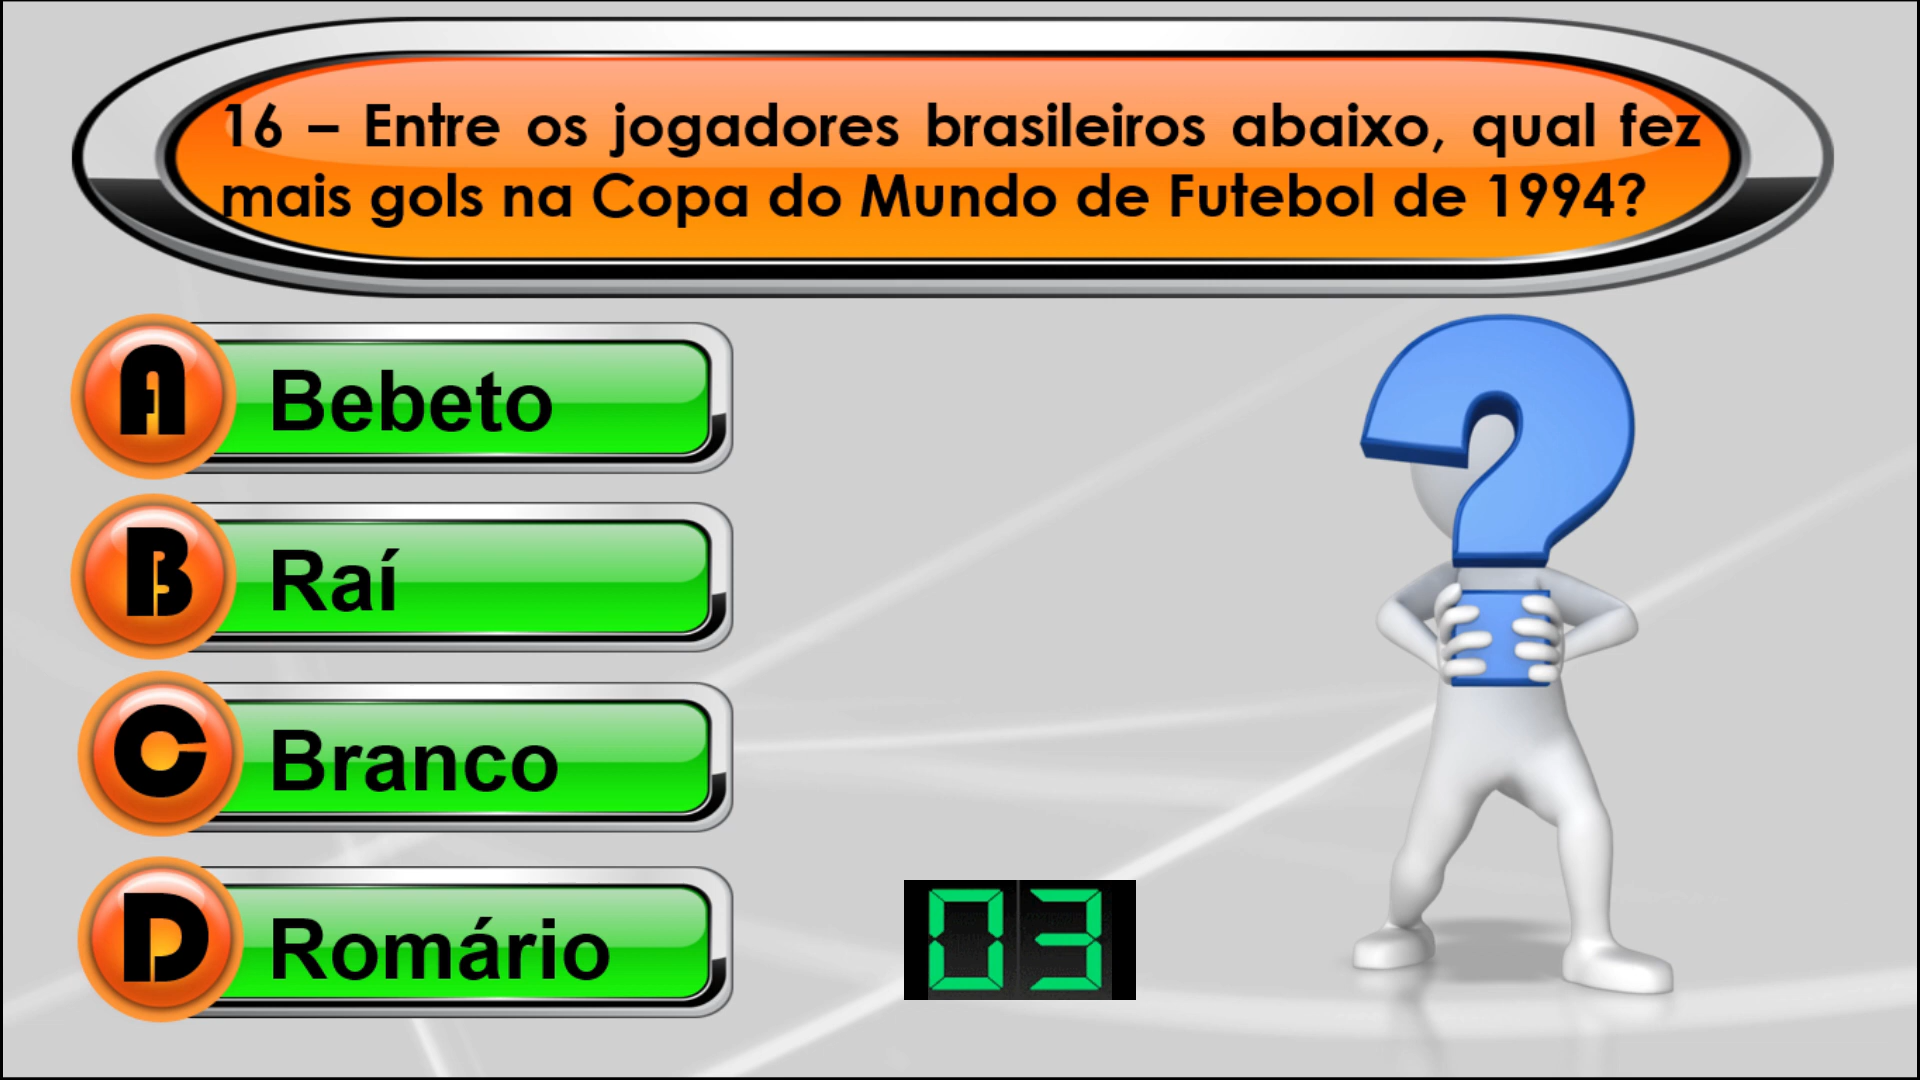 16 – Entre os jogadores brasileiros abaixo, qual fez
mais gols na Copa do Mundo de Futebol de 1994?
A Bebeto
B Raí
C Branco
D Romário
03